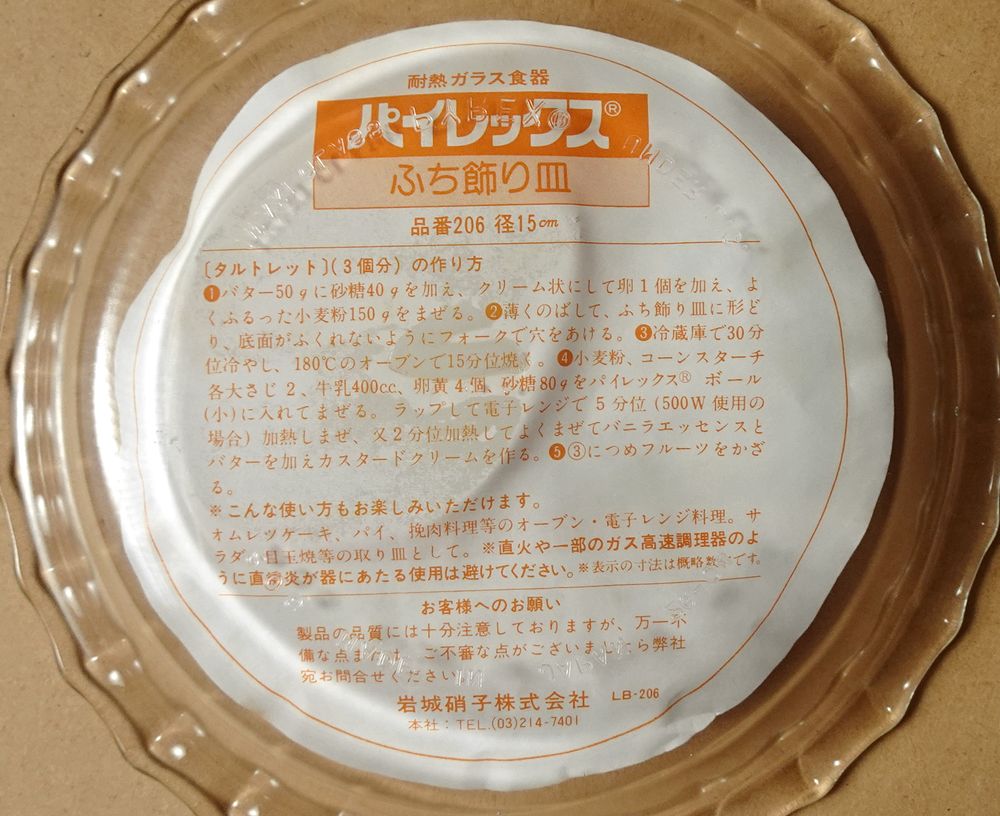 耐熱ガラス食器
パイレックス®
ふち飾り皿
品番206 径15cm
〔タルトレット〕(3個分)の作り方
❶バター50gに砂糖40gを加え、クリーム状にして卵1個を加え、よ
くふるった小麦粉150gをまぜる。❷薄くのばして、ふち飾り皿に形ど
り、底面がふくれないようにフォークで穴をあける。❸冷蔵庫で30分
位冷やし、180℃のオーブンで15分位焼く。❹小麦粉、コーンスターチ
各大さじ2、牛乳400cc、卵黄4個、砂糖80gをパイレックス® ボール
(小)に入れてまぜる。ラップして電子レンジで5分位(500W使用の
場合)加熱しまぜ、又2分位加熱してよくまぜてバニラエッセンスと
バターを加えカスタードクリームを作る。❺③につめフルーツをかざ
る。
※こんな使い方もお楽しみいただけます。
オムレツケーキ、パイ、挽肉料理等のオーブン・電子レンジ料理。サ
ラダ、目玉焼等の取り皿として。※直火や一部のガス高速調理器のよ
うに直接炎が器にあたる使用は避けてください。※表示の寸法は概略数です。
お客様へのお願い
製品の品質には十分注意しておりますが、万一不
備な点または、ご不審な点がございましたら弊社
宛お問合せください。
岩城硝子株式会社 LB-206
本社:TEL.(03)214-7401